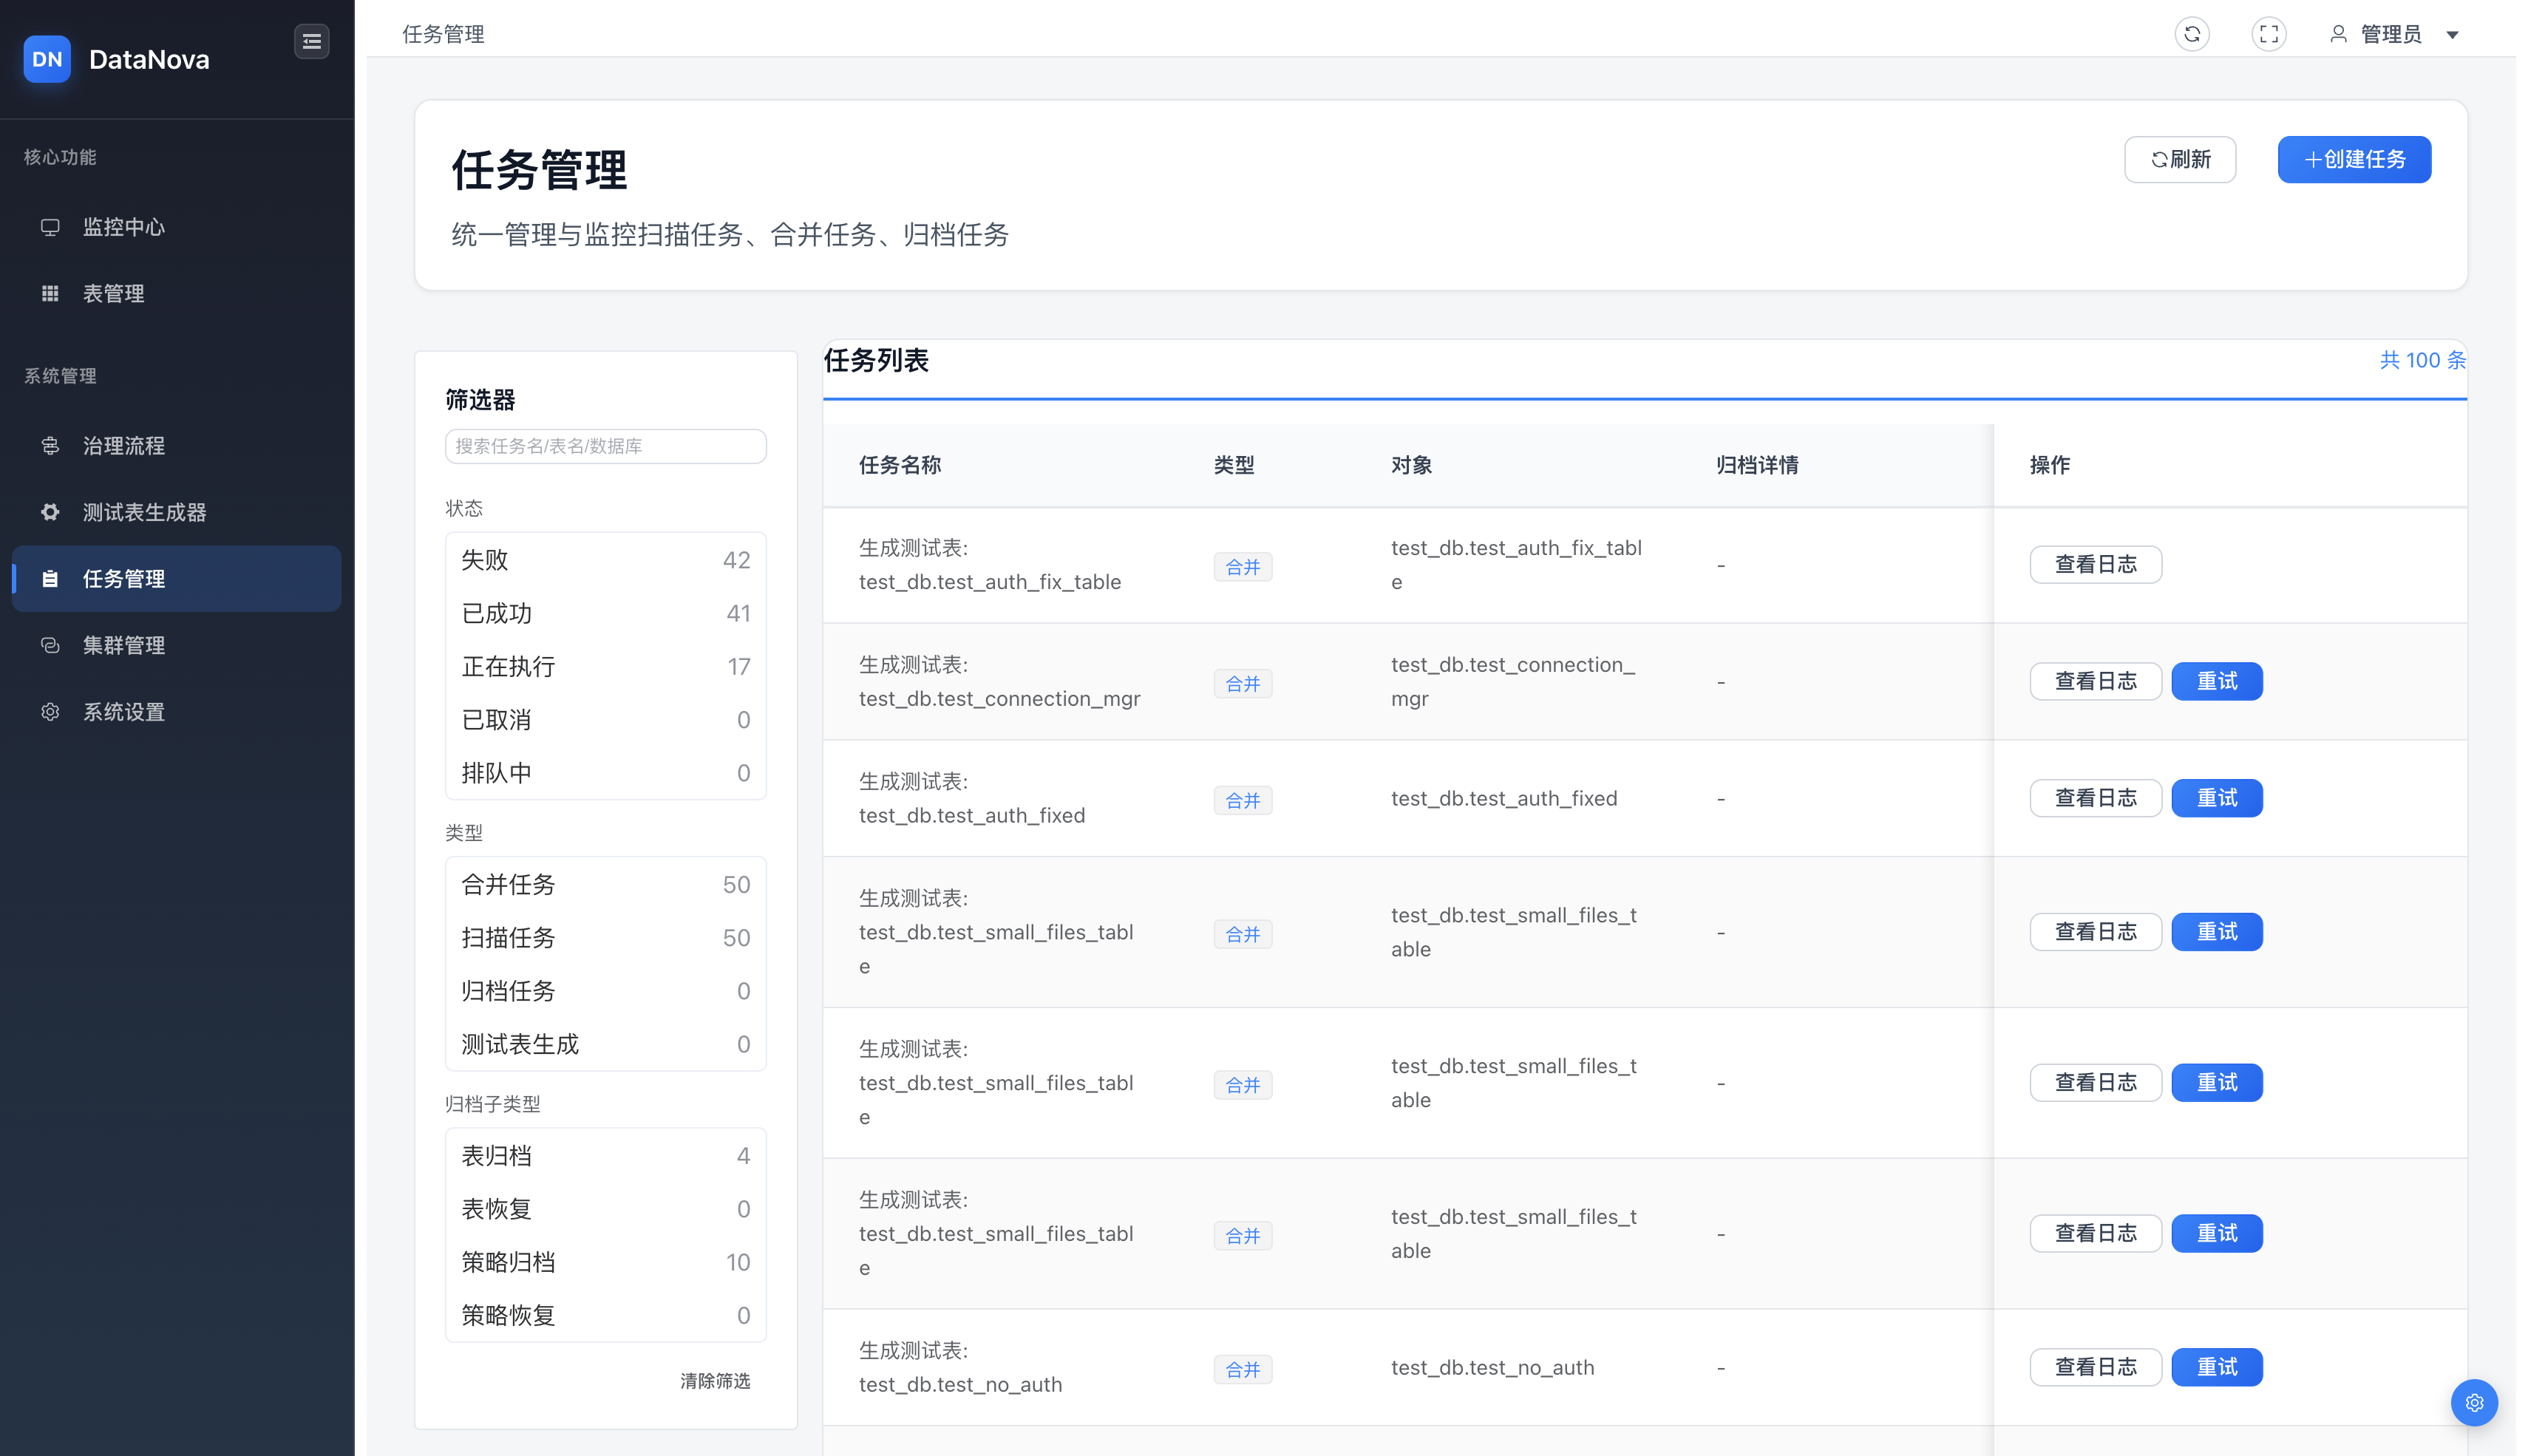 DN
DataNova
核心功能
监控中心
表管理
系统管理
治理流程
测试表生成器
任务管理
集群管理
系统设置
任务管理
管理员
任务管理
统一管理与监控扫描任务、合并任务、归档任务
刷新
创建任务
筛选器
搜索任务名/表名/数据库
状态
失败 42
已成功 41
正在执行 17
已取消 0
排队中 0
类型
合并任务 50
扫描任务 50
归档任务 0
测试表生成 0
归档子类型
表归档 4
表恢复 0
策略归档 10
策略恢复 0
清除筛选
任务列表
共 100 条
任务名称 类型 对象 归档详情 操作
生成测试表:
test_db.test_auth_fix_table
合并
test_db.test_auth_fix_tabl
e
-
查看日志
生成测试表:
test_db.test_connection_mgr
合并
test_db.test_connection_
mgr
-
查看日志 重试
生成测试表:
test_db.test_auth_fixed
合并
test_db.test_auth_fixed
-
查看日志 重试
生成测试表:
test_db.test_small_files_tabl
e
合并
test_db.test_small_files_t
able
-
查看日志 重试
生成测试表:
test_db.test_small_files_tabl
e
合并
test_db.test_small_files_t
able
-
查看日志 重试
生成测试表:
test_db.test_small_files_tabl
e
合并
test_db.test_small_files_t
able
-
查看日志 重试
生成测试表:
test_db.test_no_auth
合并
test_db.test_no_auth
-
查看日志 重试